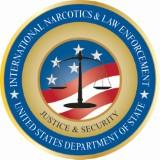 INTERNATIONAL NARCOTICS & LAW ENFORCEMENT
JUSTICE & SECURITY
UNITED STATES DEPARTMENT OF STATE